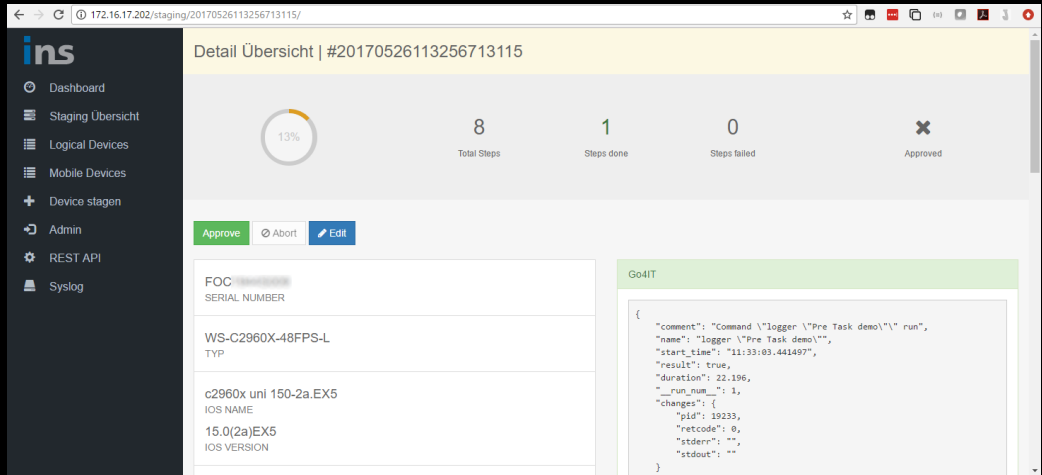 172.16.17.202/staging/20170526113256713115/
ins
Detail Übersicht | #20170526113256713115
Dashboard
Staging Übersicht
Logical Devices
Mobile Devices
Device stagen
Admin
REST API
Syslog
13%
8
Total Steps
1
Steps done
0
Steps failed
Approved
Approve
Abort
Edit
FOC
SERIAL NUMBER
WS-C2960X-48FPS-L
TYP
c2960x uni 150-2a.EX5
IOS NAME
15.0(2a)EX5
IOS VERSION
Go4IT
{
"comment": "Command \"logger \"Pre Task demo\"\" run",
"name": "logger \"Pre Task demo\"",
"start_time": "11:33:03.441497",
"result": true,
"duration": 22.196,
"__run_num__": 1,
"changes": {
"pid": 19233,
"retcode": 0,
"stderr": "",
"stdout": ""
}